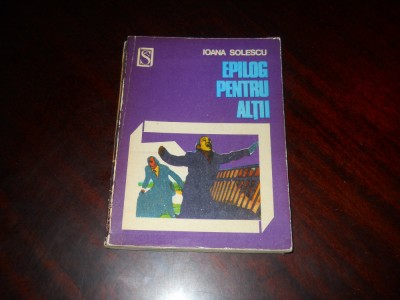 S
IOANA SOLESCU
EPILOG
PENTRU
ALȚII